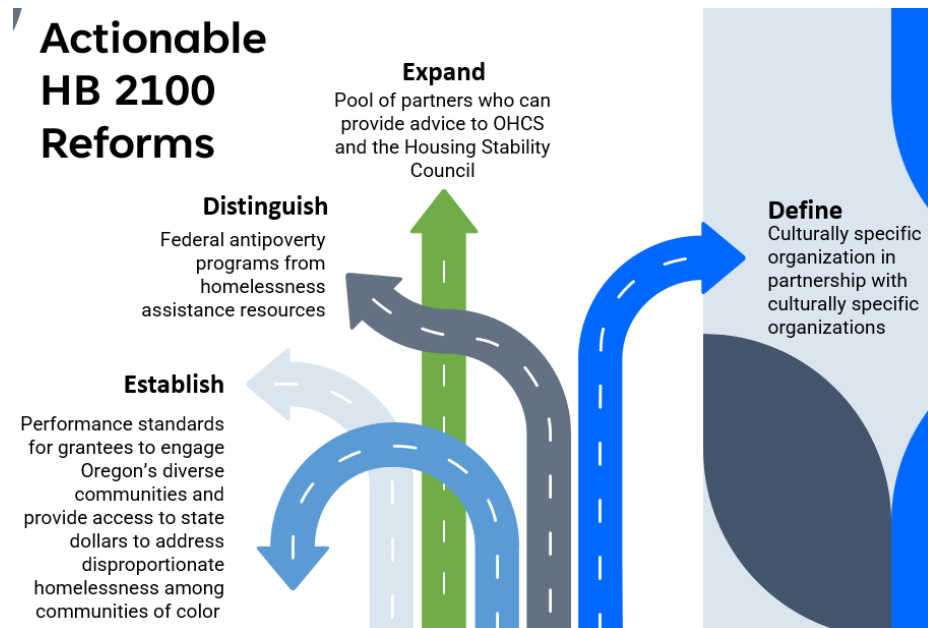 Actionable
HB 2100
Reforms
Expand
Pool of partners who can
provide advice to OHCS
and the Housing Stability
Council
Distinguish
Federal antipoverty
programs from
homelessness
assistance resources
Define
Culturally specific
organization in
partnership with
culturally specific
organizations
Establish
Performance standards
for grantees to engage
Oregon’s diverse
communities and
provide access to state
dollars to address
disproportionate
homelessness among
communities of color